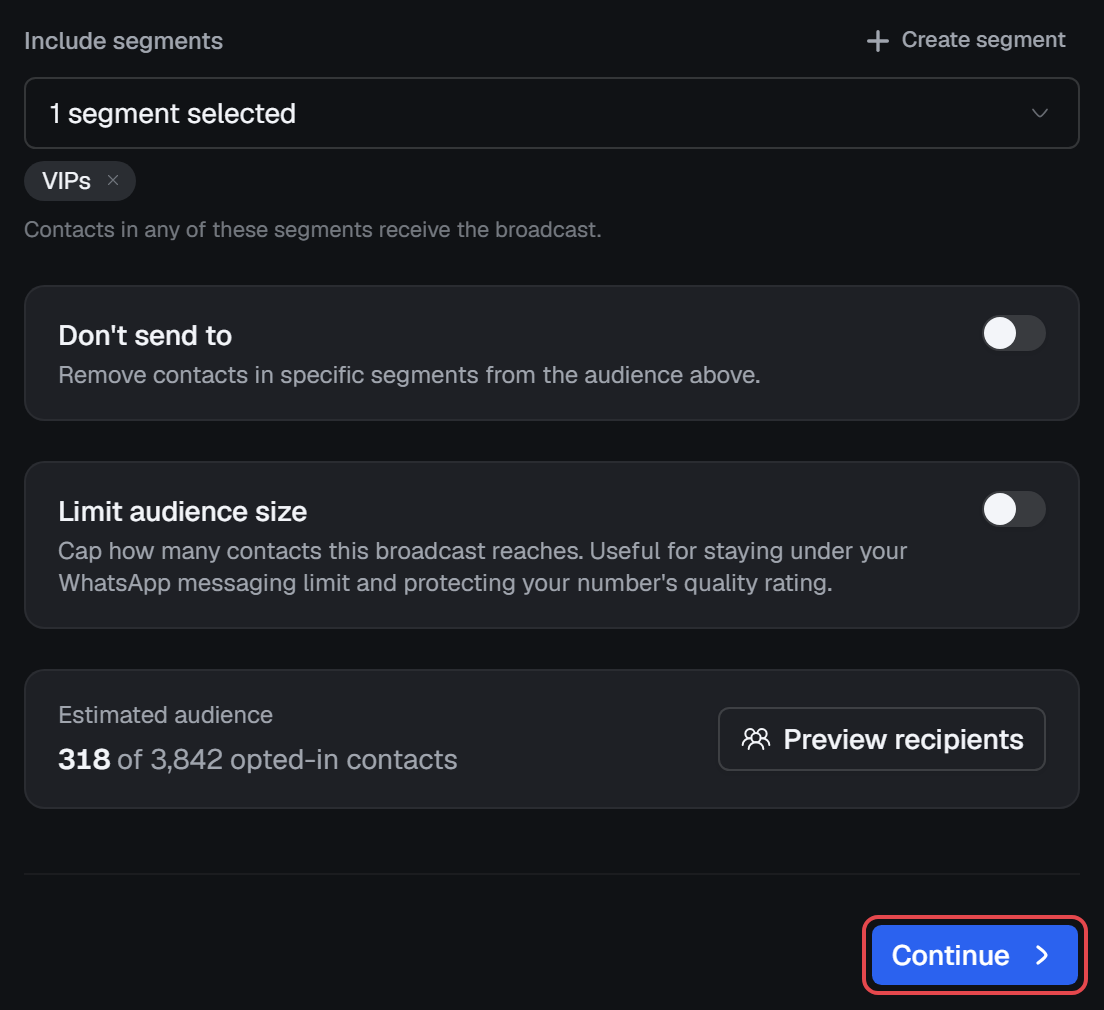 Include segments
Create segment
1 segment selected
VIPs
Contacts in any of these segments receive the broadcast.
Don't send to
Remove contacts in specific segments from the audience above.
Limit audience size
Cap how many contacts this broadcast reaches. Useful for staying under your
WhatsApp messaging limit and protecting your number's quality rating.
Estimated audience
318 of 3,842 opted-in contacts
Preview recipients
Continue